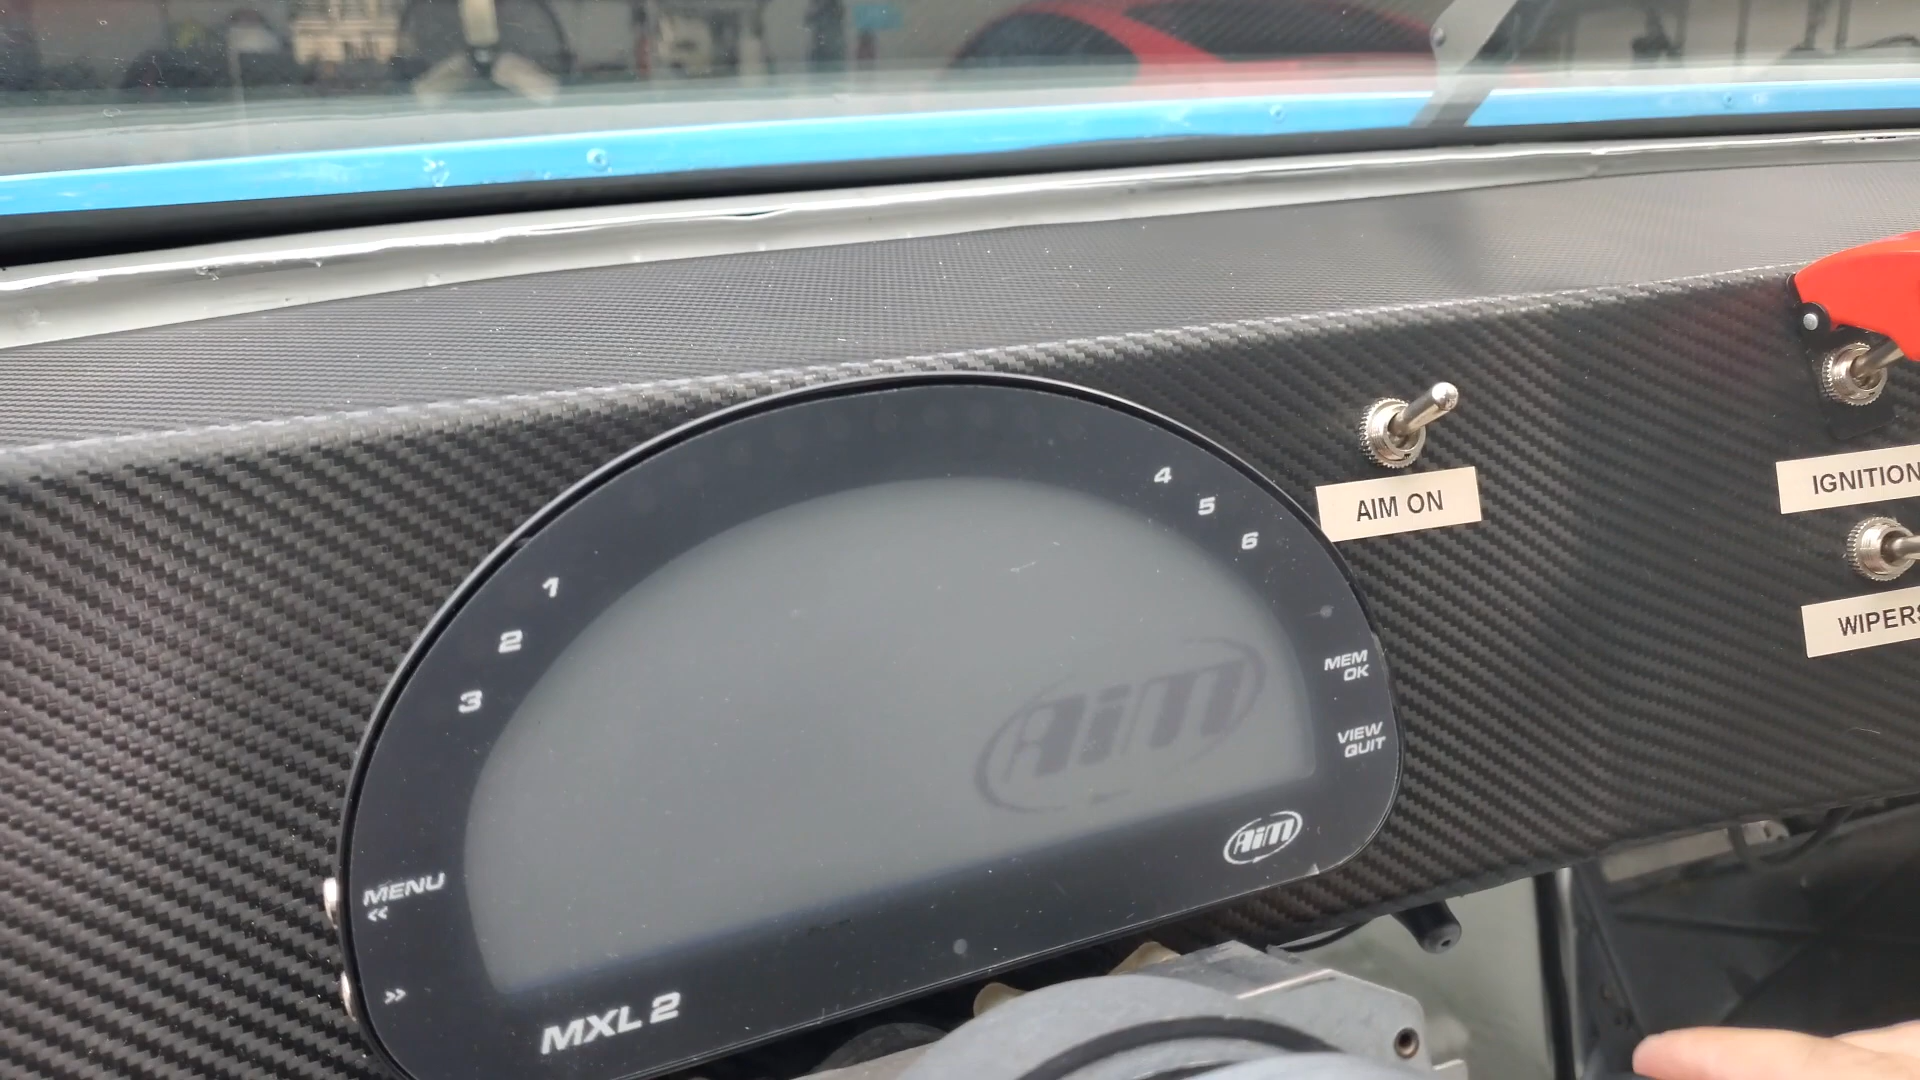 4
5
6
1
2
3
AIM ON
IGNITION
WIPERS
MEM
OK
VIEW
QUIT
AiM
AiM
MENU
<<
>>
MXL 2